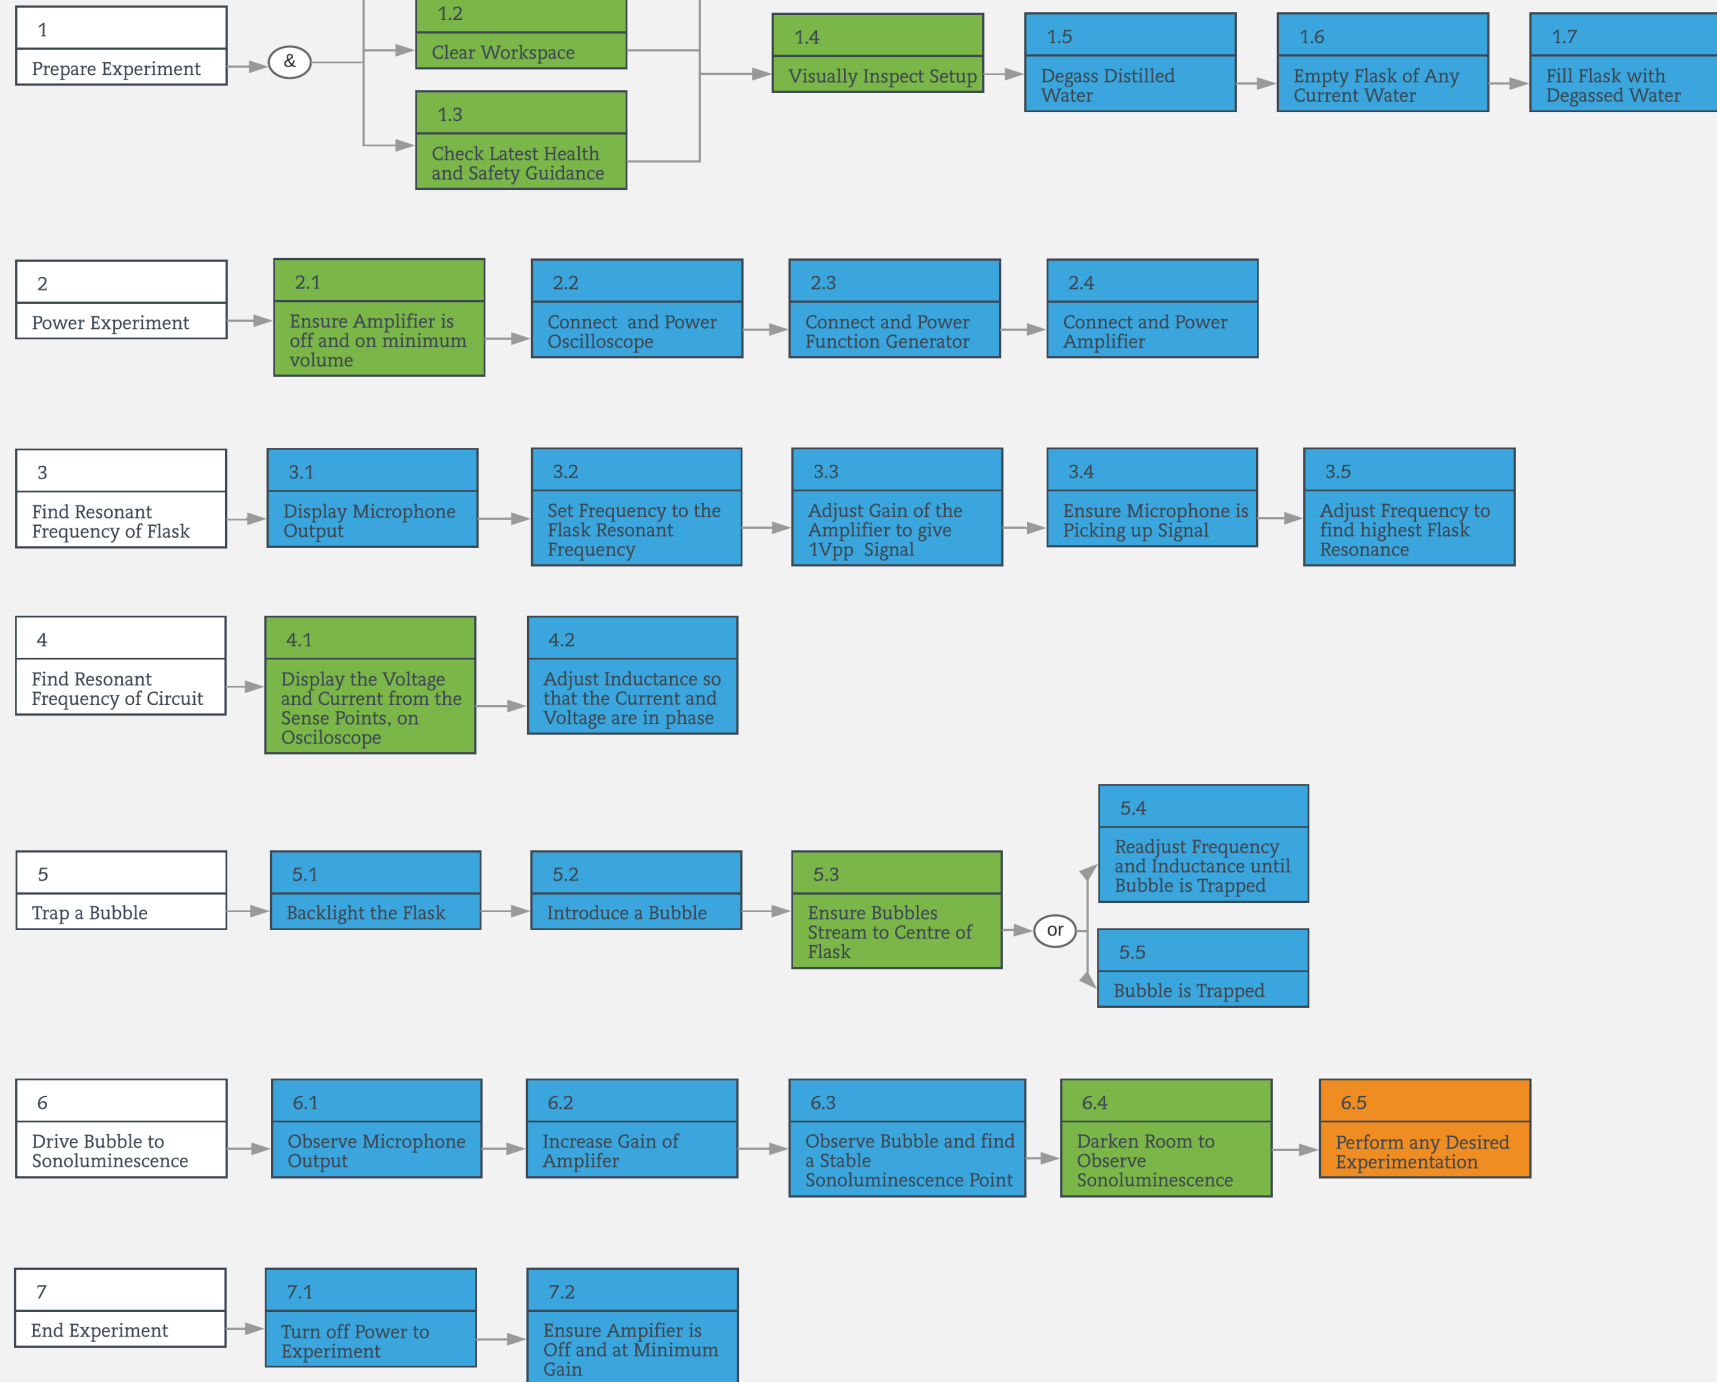 1
Prepare Experiment
&
1.2
Clear Workspace
1.3
Check Latest Health
and Safety Guidance
1.4
Visually Inspect Setup
1.5
Degass Distilled
Water
1.6
Empty Flask of Any
Current Water
1.7
Fill Flask with
Degassed Water
2
Power Experiment
2.1
Ensure Amplifier is
off and on minimum
volume
2.2
Connect  and Power
Oscilloscope
2.3
Connect and Power
Function Generator
2.4
Connect and Power
Amplifier
3
Find Resonant
Frequency of Flask
3.1
Display Microphone
Output
3.2
Set Frequency to the
Flask Resonant
Frequency
3.3
Adjust Gain of the
Amplifier to give
1Vpp  Signal
3.4
Ensure Microphone is
Picking up Signal
3.5
Adjust Frequency to
find highest Flask
Resonance
4
Find Resonant
Frequency of Circuit
4.1
Display the Voltage
and Current from the
Sense Points, on
Osciloscope
4.2
Adjust Inductance so
that the Current and
Voltage are in phase
5
Trap a Bubble
5.1
Backlight the Flask
5.2
Introduce a Bubble
5.3
Ensure Bubbles
Stream to Centre of
Flask
or
5.4
Readjust Frequency
and Inductance until
Bubble is Trapped
5.5
Bubble is Trapped
6
Drive Bubble to
Sonoluminescence
6.1
Observe Microphone
Output
6.2
Increase Gain of
Amplifer
6.3
Observe Bubble and find
a Stable
Sonoluminescence Point
6.4
Darken Room to
Observe
Sonoluminescence
6.5
Perform any Desired
Experimentation
7
End Experiment
7.1
Turn off Power to
Experiment
7.2
Ensure Ampifier is
Off and at Minimum
Gain